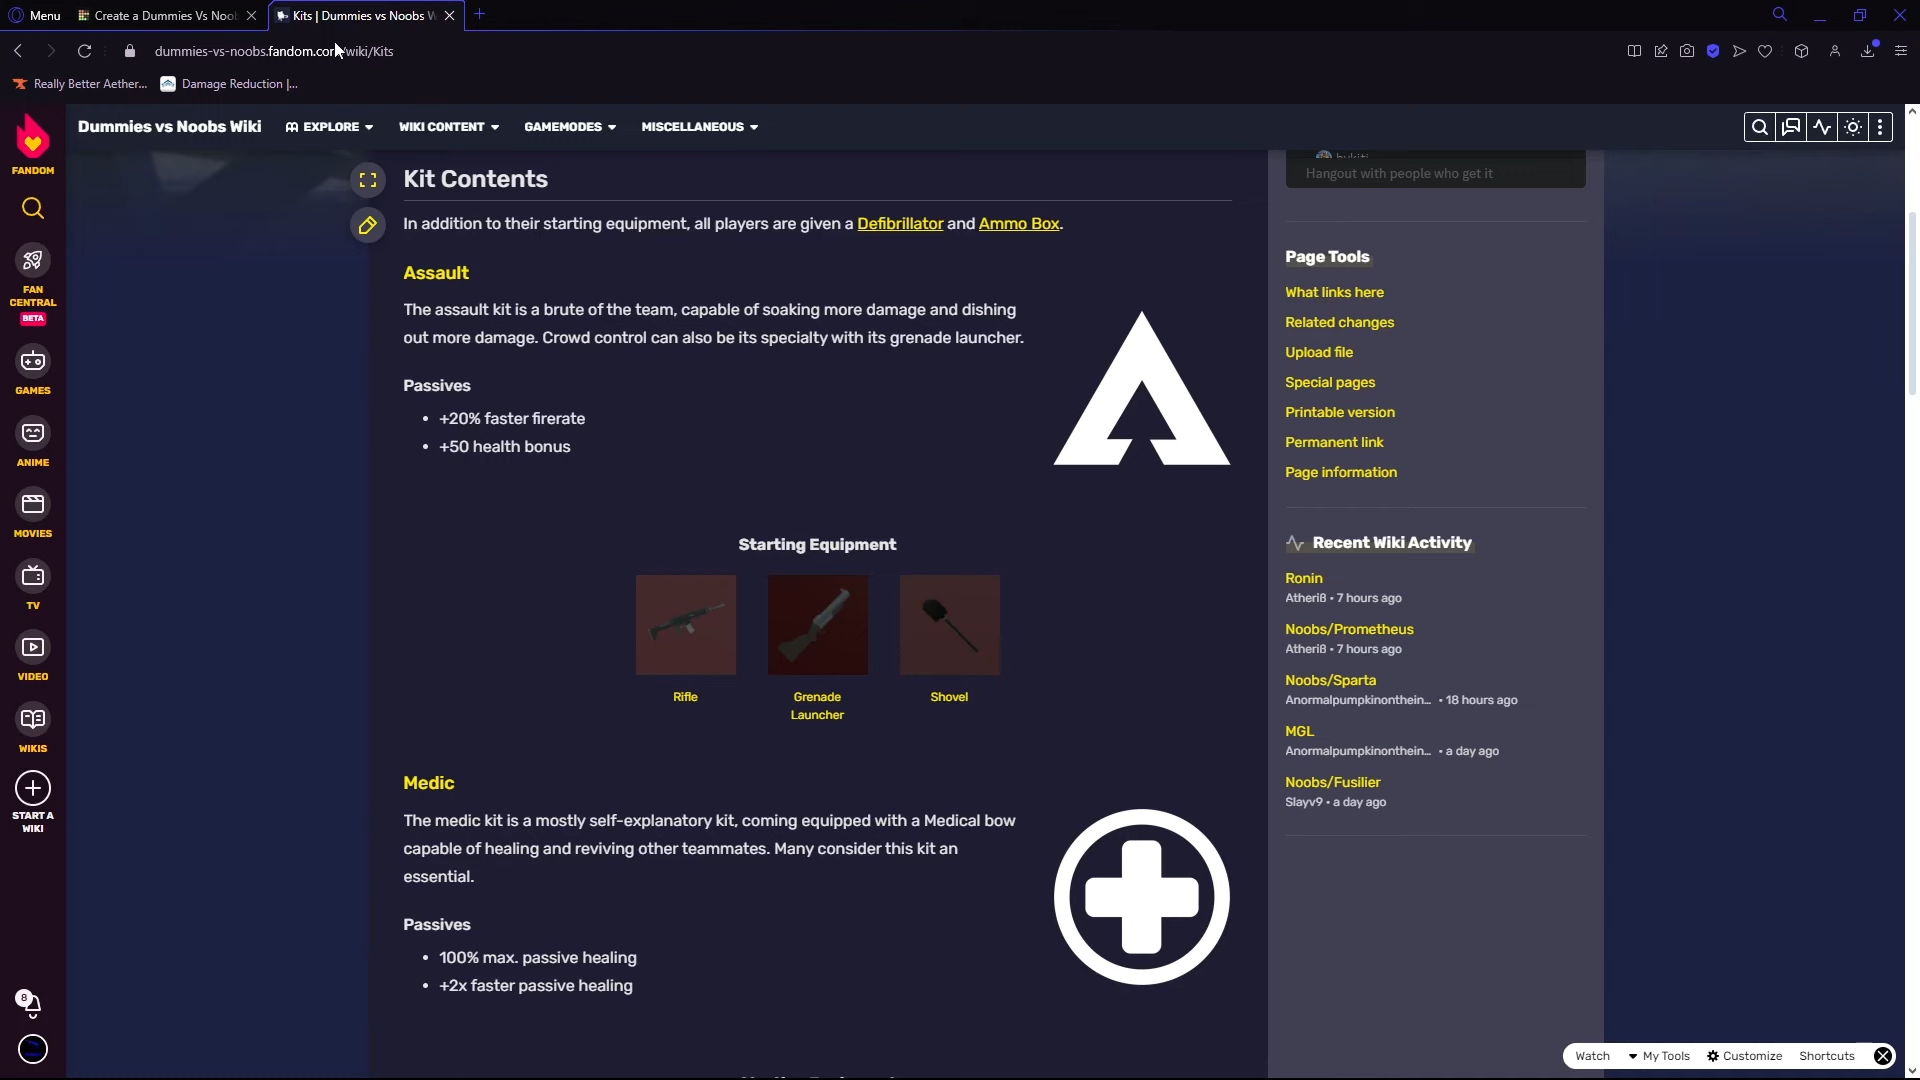 Menu
Create a Dummies Vs Noo
Kits | Dummies vs Noobs W
dummies-vs-noobs.fandom.com/wiki/Kits
Really Better Aether...
Damage Reduction |...
FANDOM
Dummies vs Noobs Wiki
EXPLORE
WIKI CONTENT
GAMEMODES
MISCELLANEOUS
FAN
CENTRAL
BETA
GAMES
ANIME
MOVIES
TV
VIDEO
WIKIS
START A
WIKI
8
Kit Contents
In addition to their starting equipment, all players are given a Defibrillator and Ammo Box.
Assault
The assault kit is a brute of the team, capable of soaking more damage and dishing
out more damage. Crowd control can also be its specialty with its grenade launcher.
Passives
• +20% faster firerate
• +50 health bonus
Starting Equipment
Rifle
Grenade
Launcher
Shovel
Medic
The medic kit is a mostly self-explanatory kit, coming equipped with a Medical bow
capable of healing and reviving other teammates. Many consider this kit an
essential.
Passives
• 100% max. passive healing
• +2x faster passive healing
Hangout with people who get it
Page Tools
What links here
Related changes
Upload file
Special pages
Printable version
Permanent link
Page information
Recent Wiki Activity
Ronin
Atheriß • 7 hours ago
Noobs/Prometheus
Atheriß • 7 hours ago
Noobs/Sparta
Anormalpumpkinonthein... • 18 hours ago
MGL
Anormalpumpkinonthein... • a day ago
Noobs/Fusilier
Slayv9 • a day ago
Watch
My Tools
Customize
Shortcuts